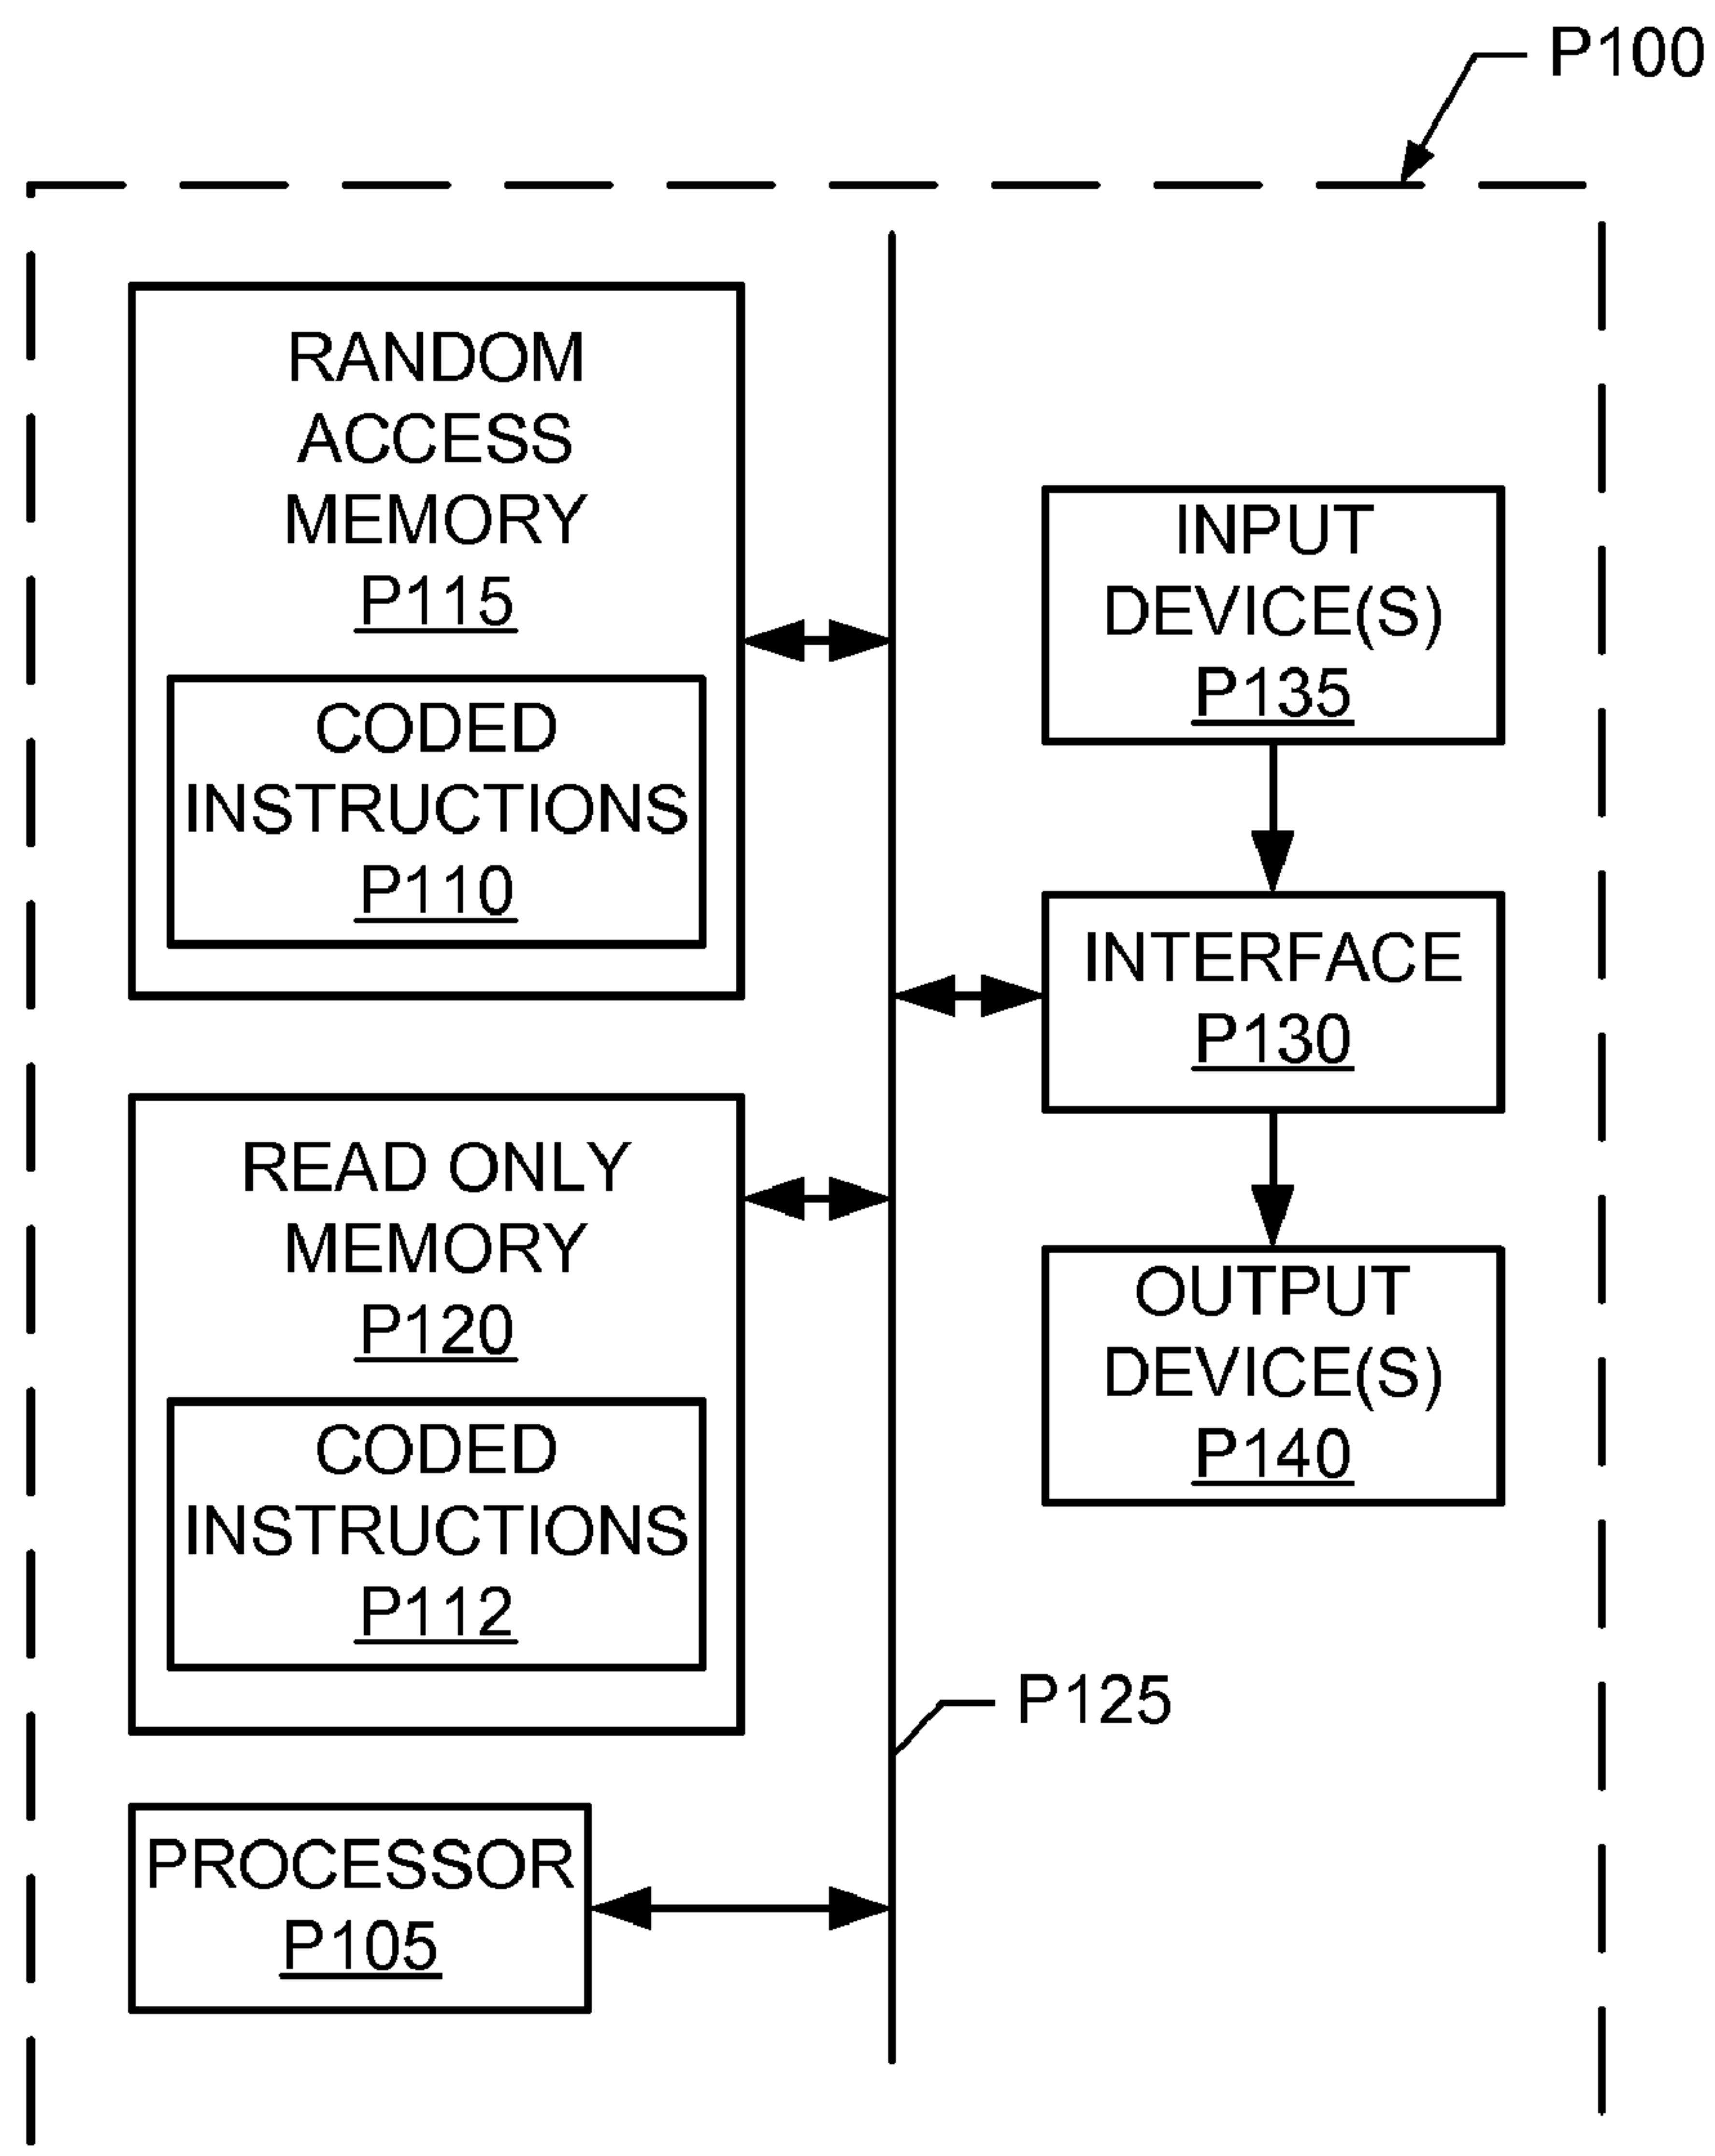 P100
RANDOM
ACCESS
MEMORY
P115
CODED
INSTRUCTIONS
P110
READ ONLY
MEMORY
P120
CODED
INSTRUCTIONS
P112
PROCESSOR
P105
INPUT
DEVICE(S)
P135
INTERFACE
P130
OUTPUT
DEVICE(S)
P140
P125